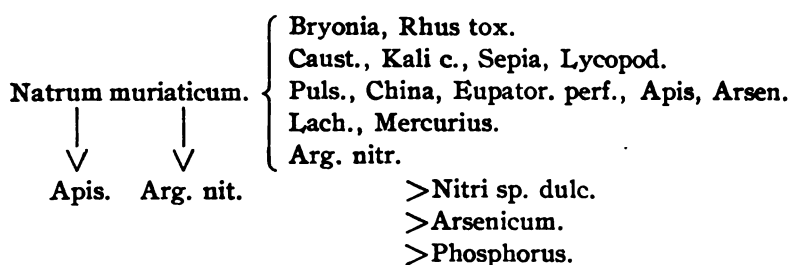 Bryonia, Rhus tox.
Caust., Kali c., Sepia, Lycopod.
Natrum muriaticum.
Puls., China, Eupator. perf., Apis, Arsen.
Lach., Mercurius.
Arg. nitr.
Apis. Arg. nit.
>Nitri sp. dulc.
>Arsenicum.
>Phosphorus.